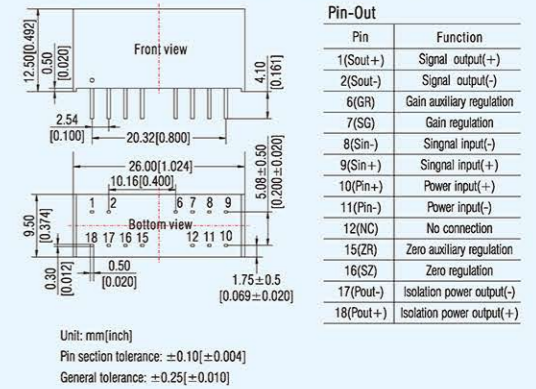 Front view
12.50[0.492]
0.50
[0.020]
4.10
[0.161]
2.54
[0.100]
20.32[0.800]
26.00[1.024]
10.16[0.400]
5.08±0.50
[0.200±0.020]
1 2 6 7 8 9
Bottom view
18 17 16 15 12 11 10
9.50
[0.374]
0.30
[0.012]
0.50
[0.020]
1.75±0.5
[0.069±0.020]
Unit: mm[inch]
Pin section tolerance: ±0.10[±0.004]
General tolerance: ±0.25[±0.010]
Pin-Out
Pin Function
1(Sout+) Signal output(+)
2(Sout-) Signal output(-)
6(GR) Gain auxiliary regulation
7(SG) Gain regulation
8(Sin-) Singnal input(-)
9(Sin+) Singnal input(+)
10(Pin+) Power input(+)
11(Pin-) Power input(-)
12(NC) No connection
15(ZR) Zero auxiliary regulation
16(SZ) Zero regulation
17(Pout-) Isolation power output(-)
18(Pout+) Isolation power output(+)